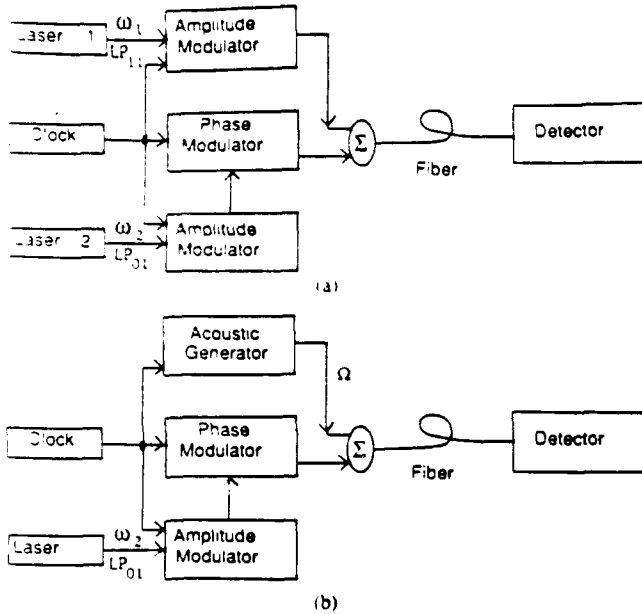 Laser 1
ω1
LP11
Amplitude
Modulator
Clock
Phase
Modulator
Σ
Fiber
Detector
Laser 2
ω2
LP01
Amplitude
Modulator
(a)
Acoustic
Generator
Ω
Clock
Phase
Modulator
Σ
Fiber
Detector
Laser
ω2
LP01
Amplitude
Modulator
(b)